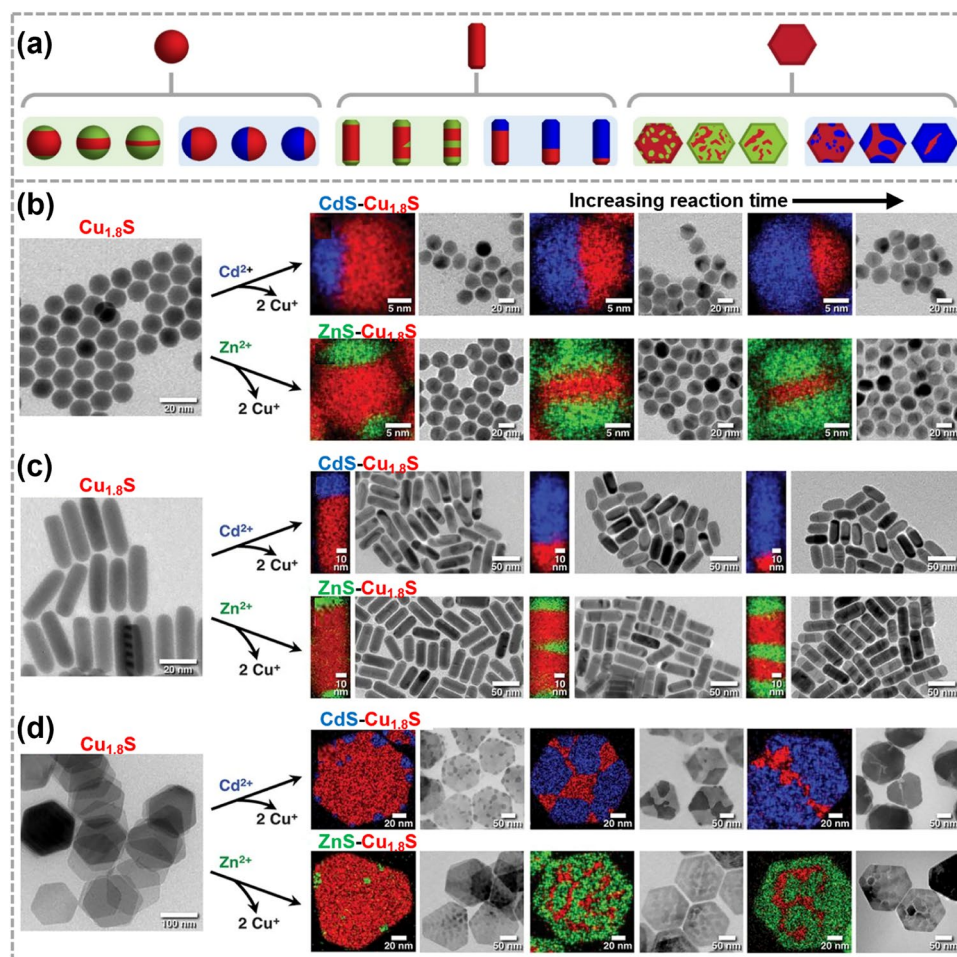 (a)
(b)
Cu1.8S
20 nm
Cd2+
2 Cu+
Zn2+
2 Cu+
CdS-Cu1.8S
Increasing reaction time
5 nm
20 nm
5 nm
20 nm
5 nm
20 nm
ZnS-Cu1.8S
5 nm
20 nm
5 nm
20 nm
5 nm
20 nm
(c)
Cu1.8S
20 nm
Cd2+
2 Cu+
Zn2+
2 Cu+
CdS-Cu1.8S
10 nm
50 nm
10 nm
50 nm
10 nm
50 nm
ZnS-Cu1.8S
10 nm
50 nm
10 nm
50 nm
10 nm
50 nm
(d)
Cu1.8S
100 nm
Cd2+
2 Cu+
Zn2+
2 Cu+
CdS-Cu1.8S
20 nm
50 nm
20 nm
50 nm
20 nm
50 nm
ZnS-Cu1.8S
20 nm
50 nm
20 nm
50 nm
20 nm
50 nm